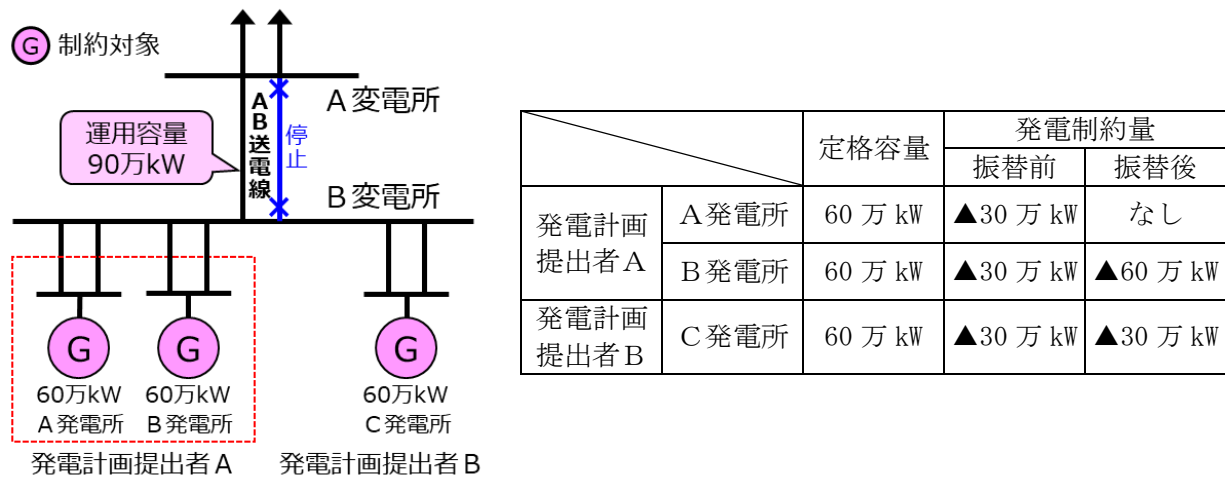 G 制約対象
運用容量
90万kW
AB送電線
停止
A変電所
B変電所
G
G
G
60万kW
A発電所
60万kW
B発電所
60万kW
C発電所
発電計画提出者A
発電計画提出者B
定格容量
発電制約量
振替前
振替後
発電計画
提出者A
A発電所 60 万 kW ▲30 万 kW なし
B発電所 60 万 kW ▲30 万 kW ▲60 万 kW
発電計画
提出者B
C発電所 60 万 kW ▲30 万 kW ▲30 万 kW